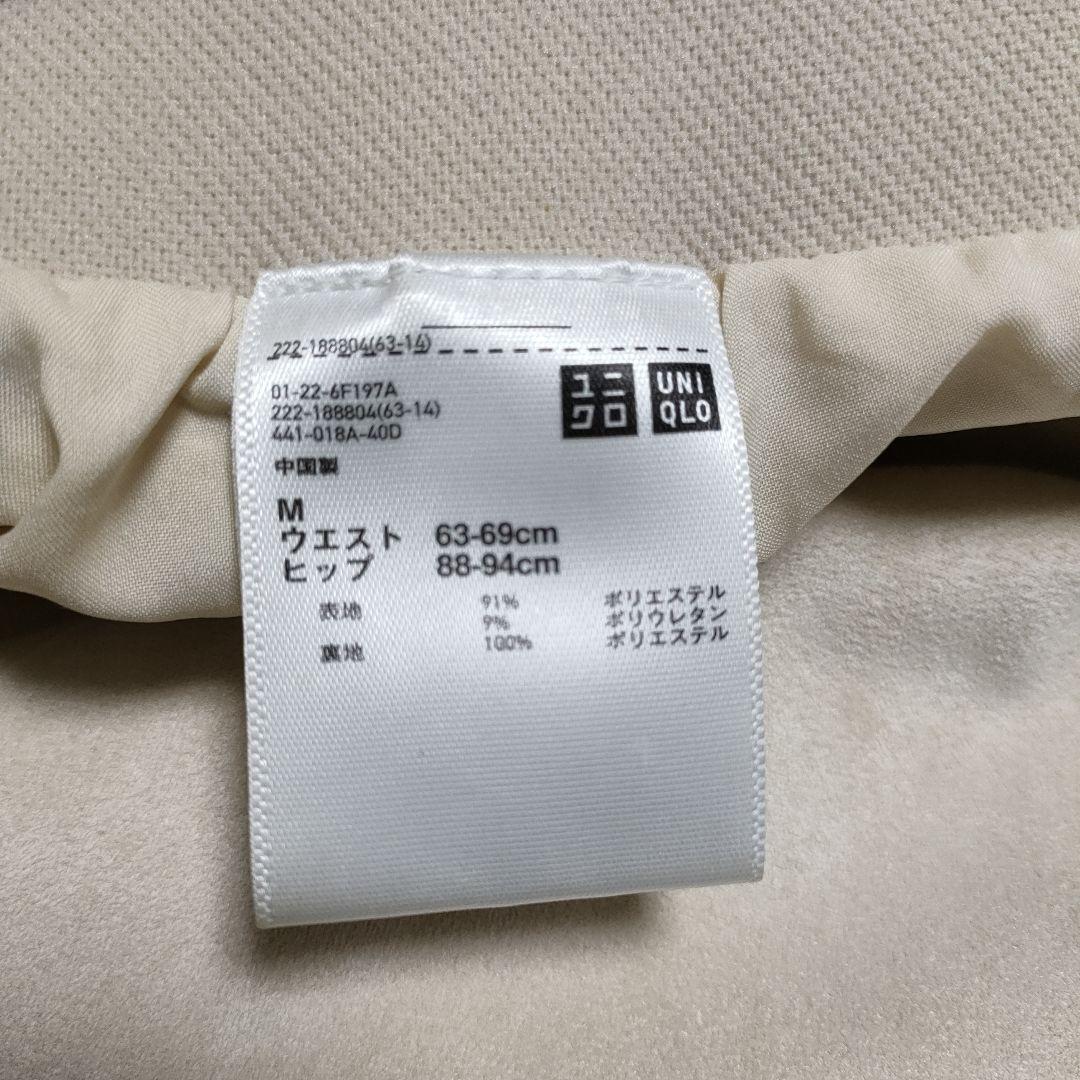 222-188804(63-14)
01-22-6F197A
222-188804(63-14)
441-018A-40D
中国製
ユニ
クロ
UNI
QLO
M
ウエスト 63-69cm
ヒップ 88-94cm
表地 91% ポリエステル
9% ポリウレタン
裏地 100% ポリエステル